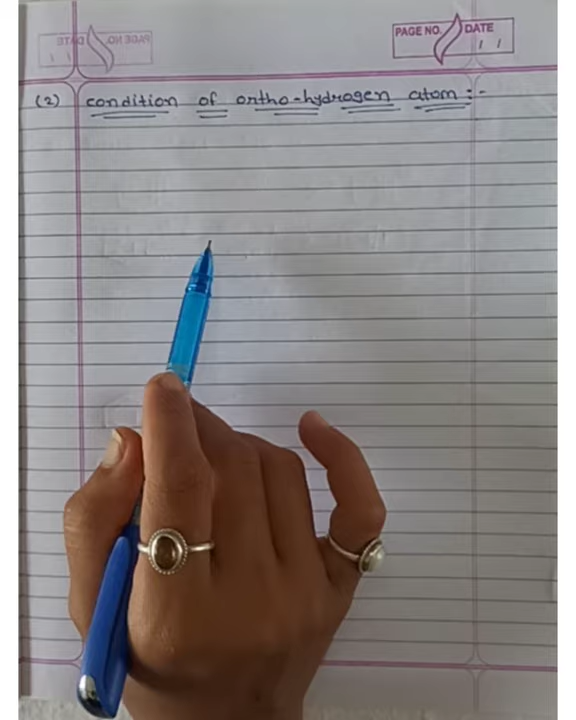 PAGE NO. DATE
/ /
(2) condition of ortho-hydrogen atom :-